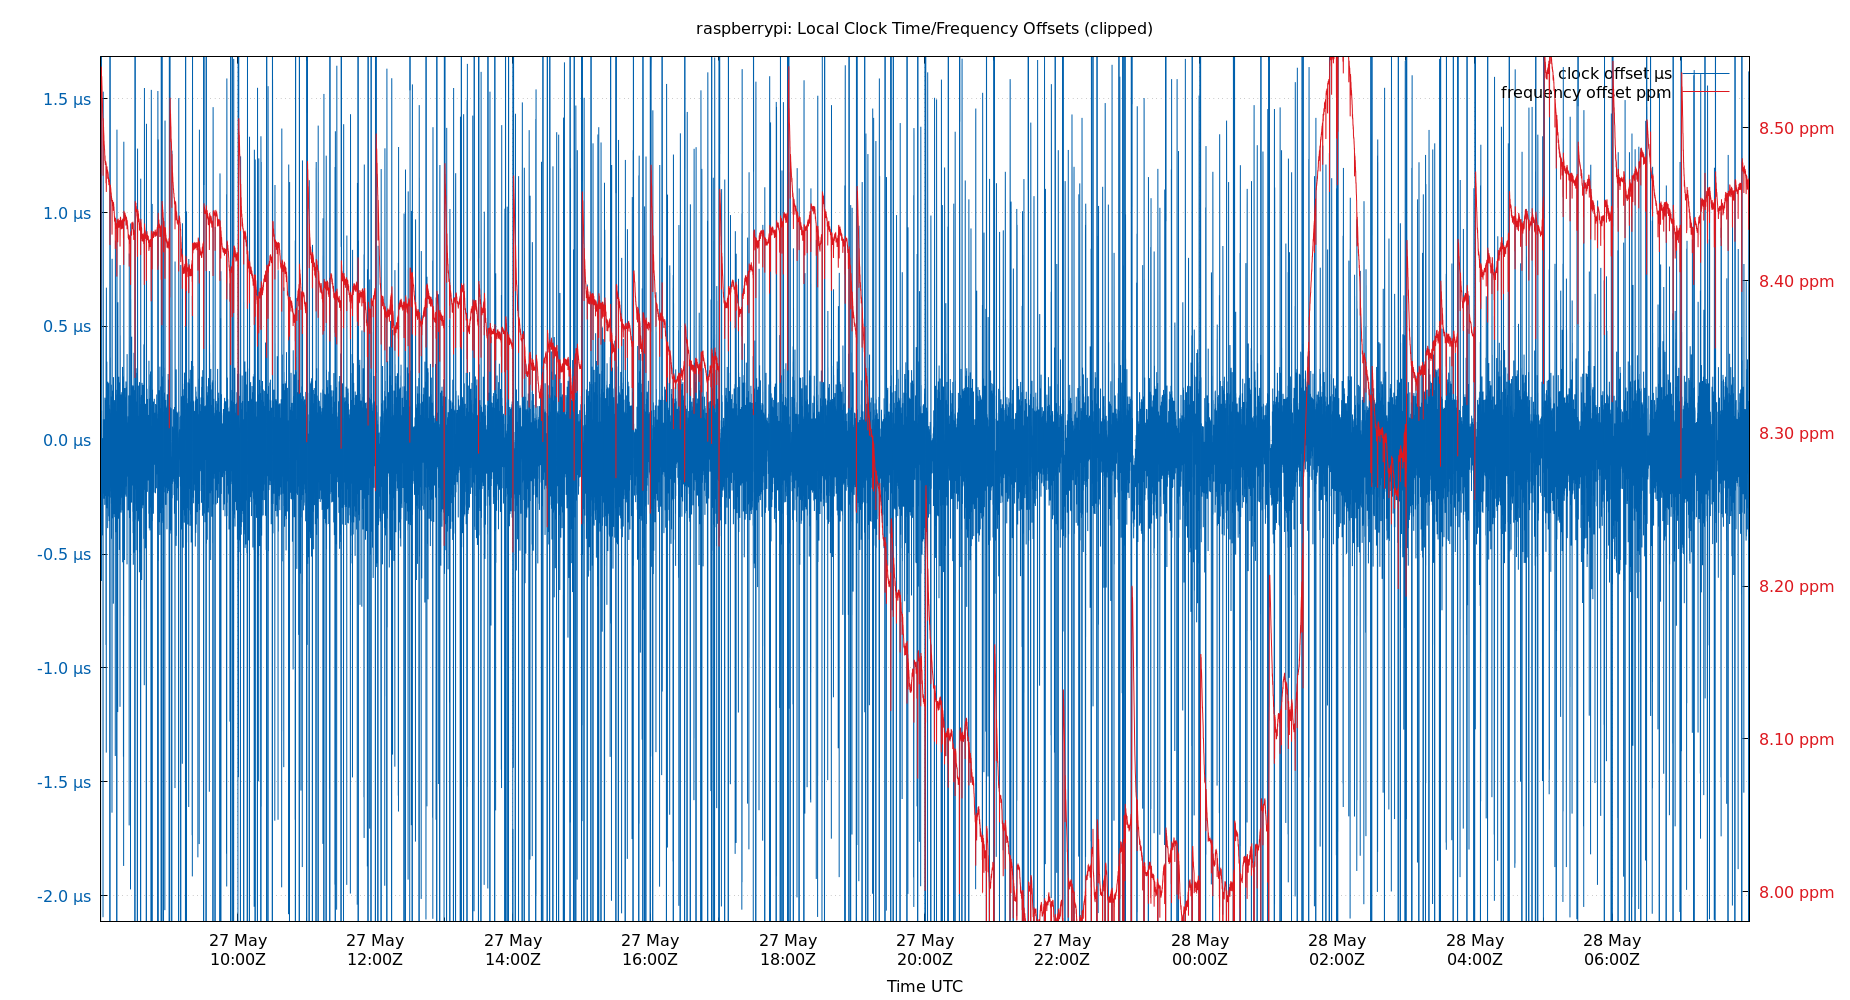 raspberrypi: Local Clock Time/Frequency Offsets (clipped)
clock offset µs
frequency offset ppm
1.5 µs
1.0 µs
0.5 µs
0.0 µs
-0.5 µs
-1.0 µs
-1.5 µs
-2.0 µs
8.50 ppm
8.40 ppm
8.30 ppm
8.20 ppm
8.10 ppm
8.00 ppm
27 May 27 May 27 May 27 May 27 May 27 May 27 May 28 May 28 May 28 May 28 May
10:00Z 12:00Z 14:00Z 16:00Z 18:00Z 20:00Z 22:00Z 00:00Z 02:00Z 04:00Z 06:00Z
Time UTC